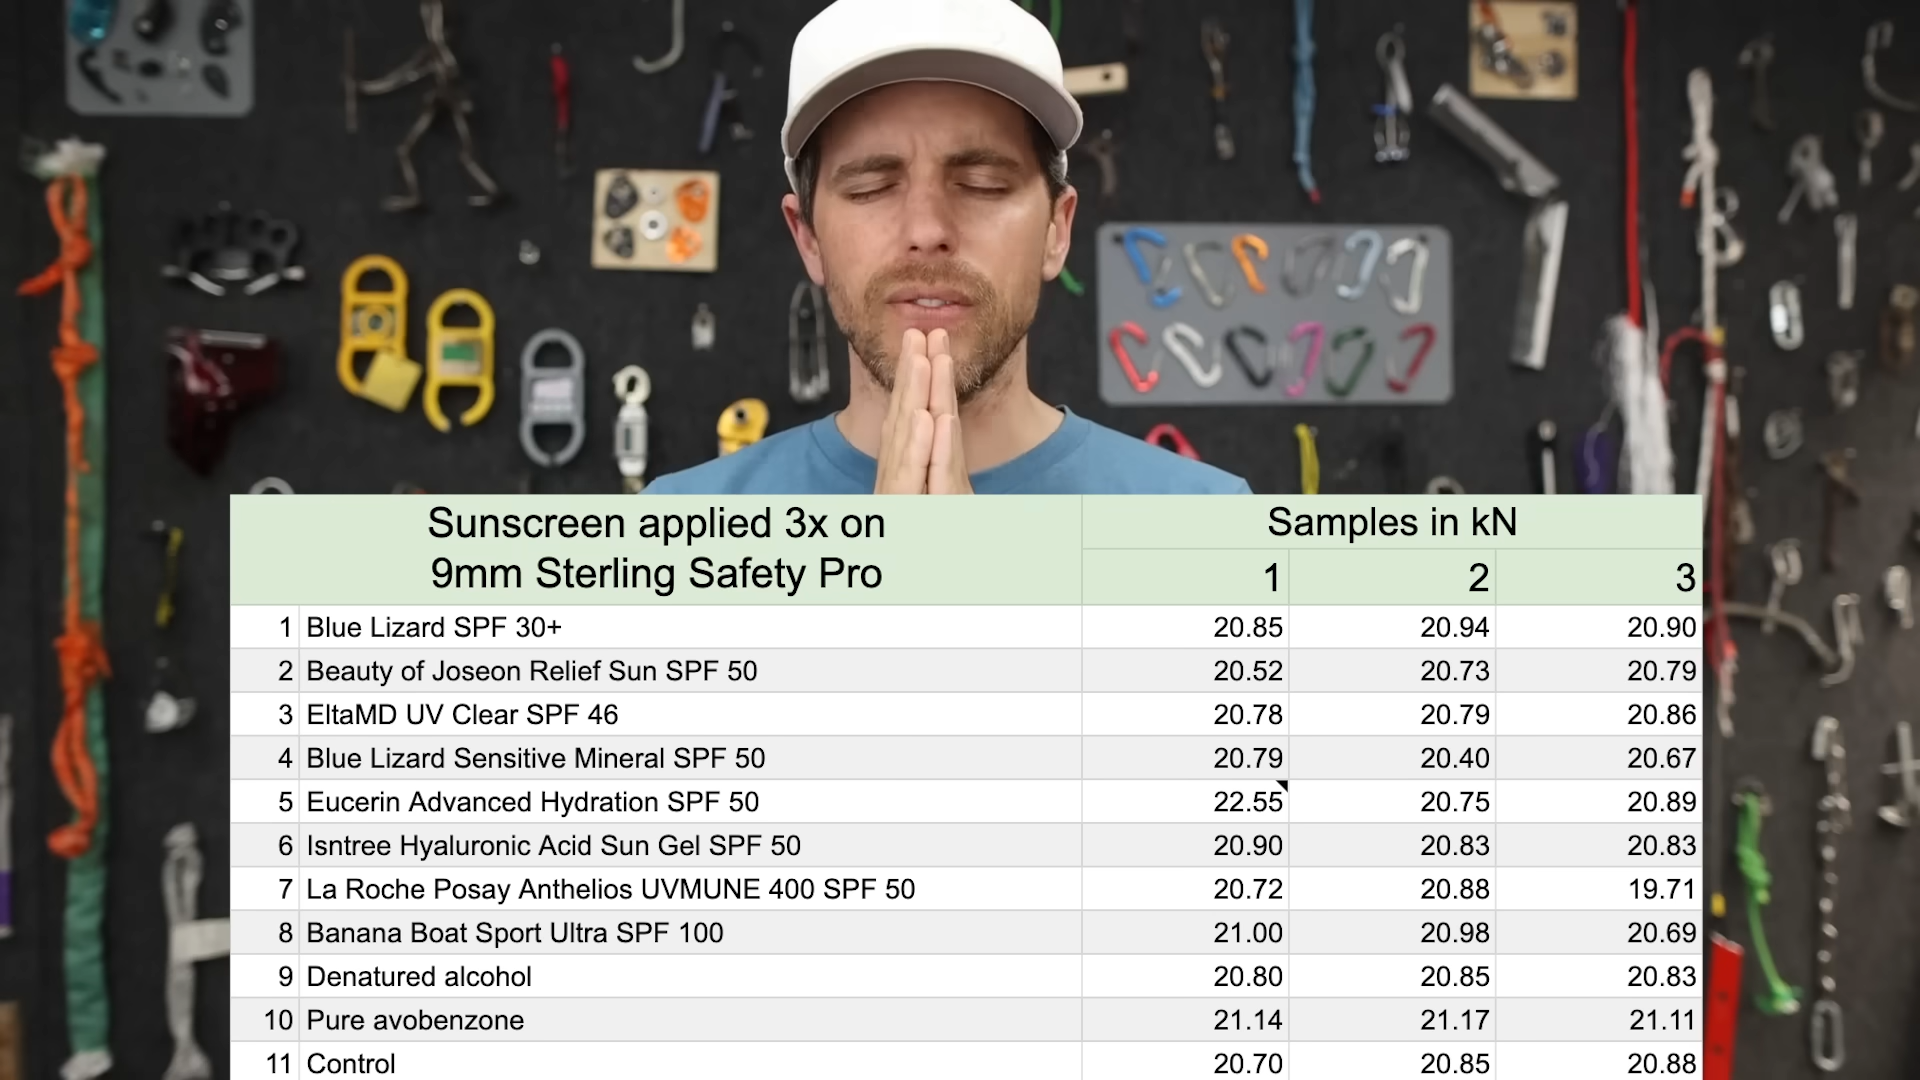 Sunscreen applied 3x on
9mm Sterling Safety Pro
Samples in kN
1 2 3
1 Blue Lizard SPF 30+ 20.85 20.94 20.90
2 Beauty of Joseon Relief Sun SPF 50 20.52 20.73 20.79
3 EltaMD UV Clear SPF 46 20.78 20.79 20.86
4 Blue Lizard Sensitive Mineral SPF 50 20.79 20.40 20.67
5 Eucerin Advanced Hydration SPF 50 22.55 20.75 20.89
6 Isntree Hyaluronic Acid Sun Gel SPF 50 20.90 20.83 20.83
7 La Roche Posay Anthelios UVMUNE 400 SPF 50 20.72 20.88 19.71
8 Banana Boat Sport Ultra SPF 100 21.00 20.98 20.69
9 Denatured alcohol 20.80 20.85 20.83
10 Pure avobenzone 21.14 21.17 21.11
11 Control 20.70 20.85 20.88